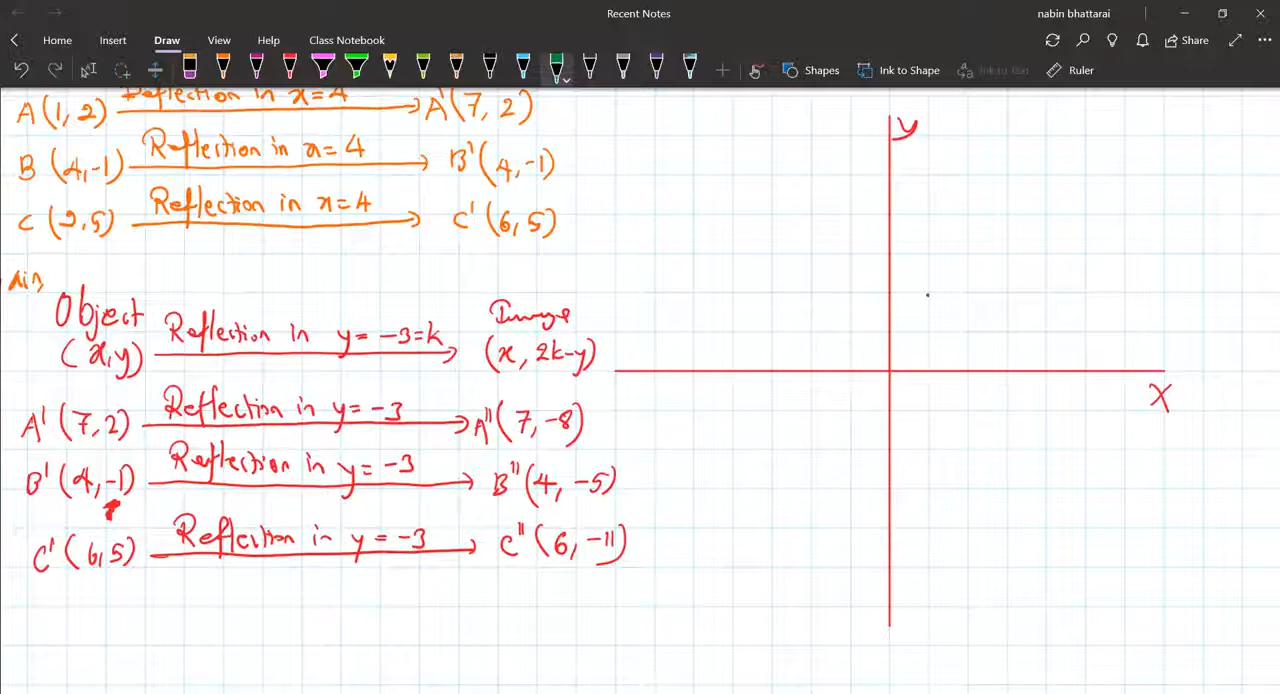 Recent Notes
nabin bhattarai
Home Insert Draw View Help Class Notebook
Share
Shapes Ink to Shape Ink to Text Ruler
A(1, 2) Reflection in x=4 A'(7, 2)
B (4,-1) Reflection in x=4 B'(4,-1)
C (2,5) Reflection in x=4 C'(6, 5)
Object Reflection in y = -3=k Image
(x,y) (x, 2k-y)
A' (7, 2) Reflection in y = -3 A''(7, -8)
B' (4,-1) Reflection in y = -3 B''(4, -5)
C' (6,5) Reflection in y = -3 C''(6, -11)
y
X